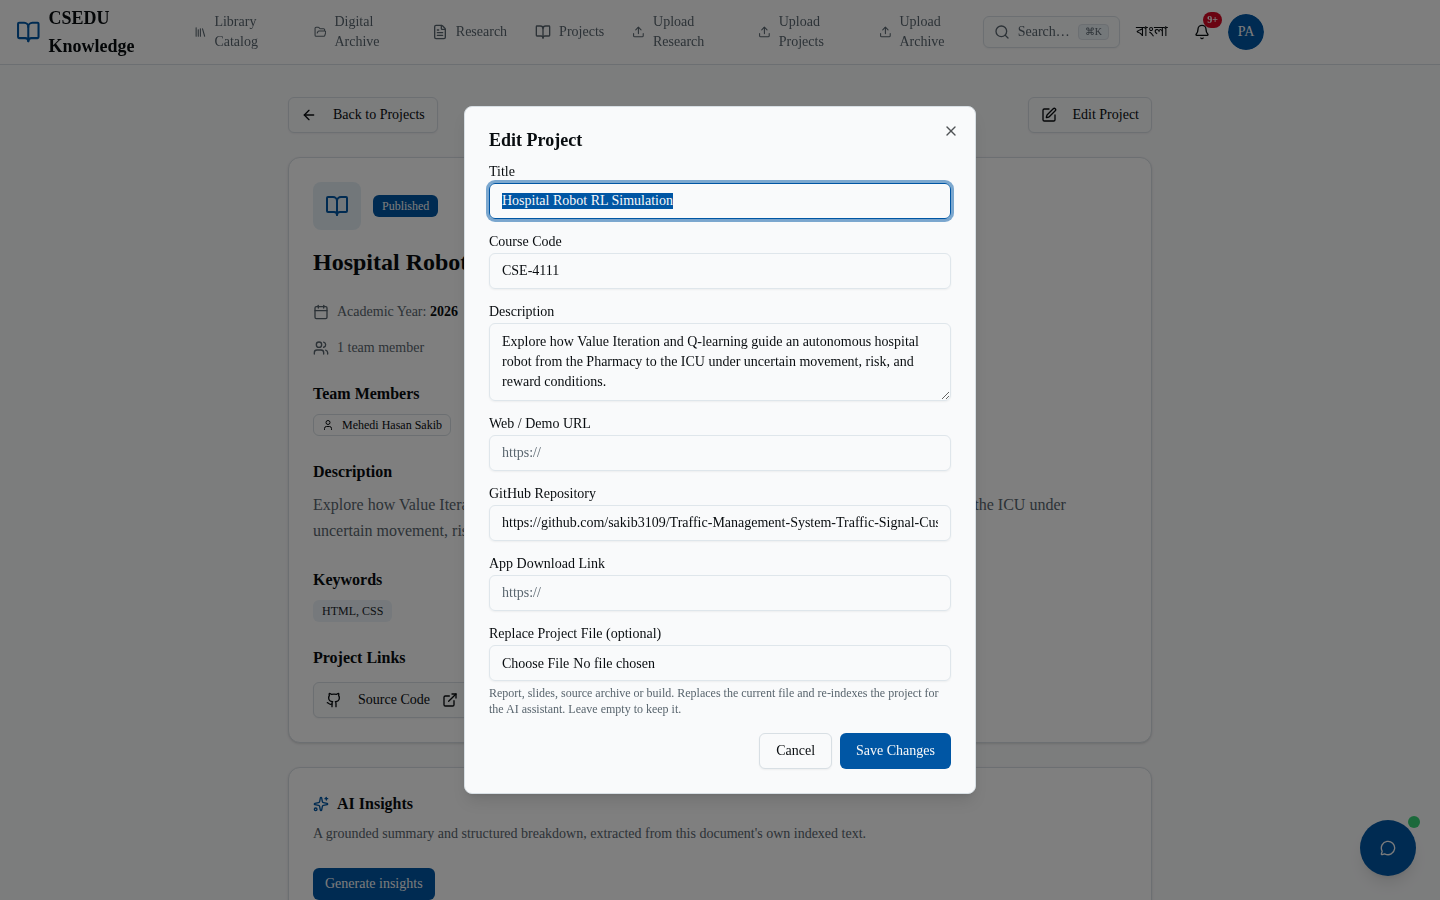 CSEDU
Knowledge
Library
Catalog
Digital
Archive
Research
Projects
Upload
Research
Upload
Projects
Upload
Archive
Search… ⌘K
বাংলা
9+
PA
Back to Projects
Edit Project
Published
Hospital Robot
Academic Year: 2026
1 team member
Team Members
Mehedi Hasan Sakib
Description
Explore how Value Itera
the ICU under
uncertain movement, ris
Keywords
HTML, CSS
Project Links
Source Code
Edit Project
Title
Hospital Robot RL Simulation
Course Code
CSE-4111
Description
Explore how Value Iteration and Q-learning guide an autonomous hospital
robot from the Pharmacy to the ICU under uncertain movement, risk, and
reward conditions.
Web / Demo URL
https://
GitHub Repository
https://github.com/sakib3109/Traffic-Management-System-Traffic-Signal-Cus
App Download Link
https://
Replace Project File (optional)
Choose File No file chosen
Report, slides, source archive or build. Replaces the current file and re-indexes the project for
the AI assistant. Leave empty to keep it.
Cancel
Save Changes
AI Insights
A grounded summary and structured breakdown, extracted from this document's own indexed text.
Generate insights